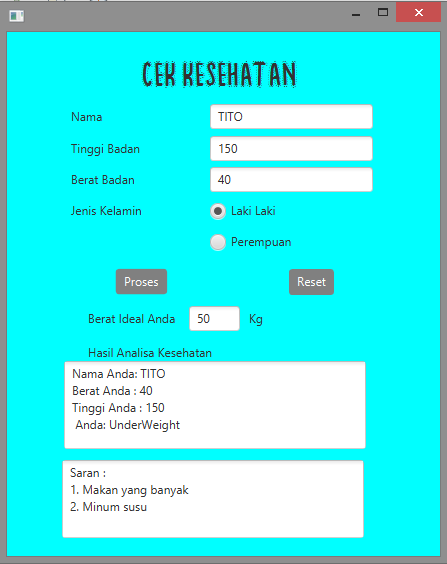 CEK KESEHATAN
Nama TITO
Tinggi Badan 150
Berat Badan 40
Jenis Kelamin Laki Laki
Perempuan
Proses Reset
Berat Ideal Anda 50 Kg
Hasil Analisa Kesehatan
Nama Anda: TITO
Berat Anda : 40
Tinggi Anda : 150
Anda: UnderWeight
Saran :
1. Makan yang banyak
2. Minum susu